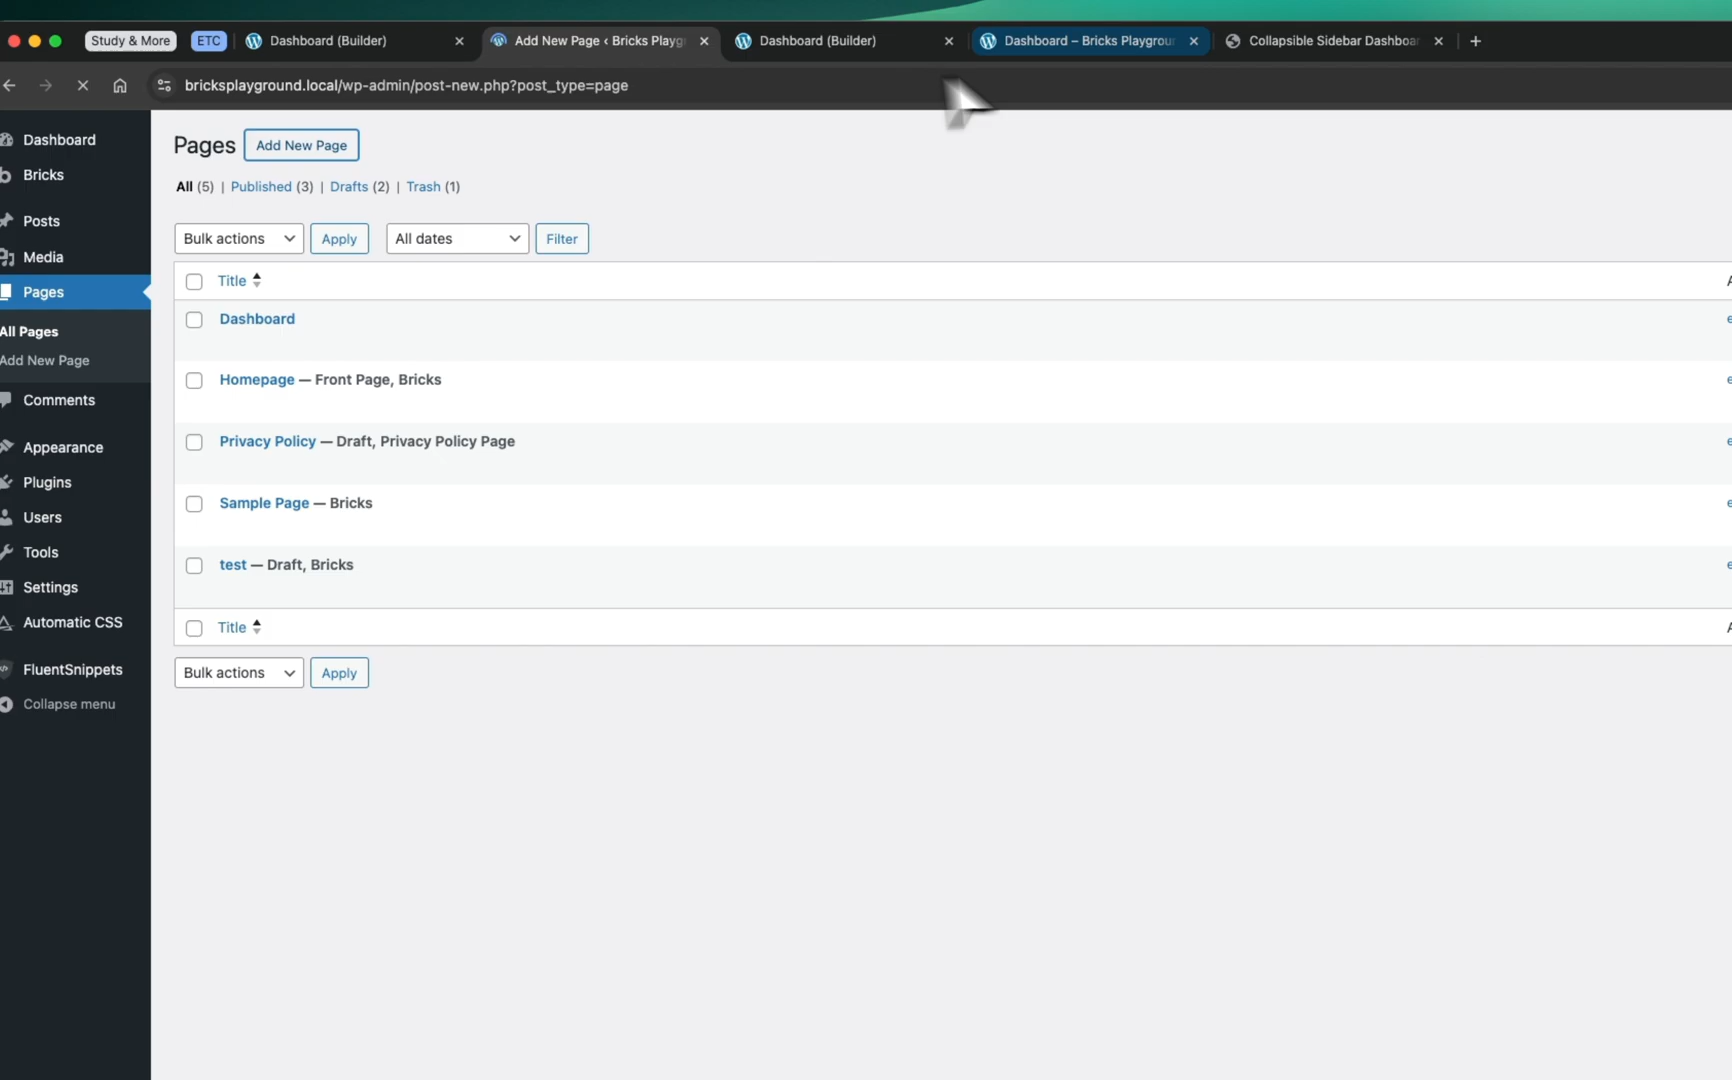 Study & More ETC Dashboard (Builder) Add New Page ‹ Bricks Playg Dashboard (Builder) Dashboard – Bricks Playgrou Collapsible Sidebar Dashboa
bricksplayground.local/wp-admin/post-new.php?post_type=page
Dashboard
Bricks
Posts
Media
Pages
All Pages
Add New Page
Comments
Appearance
Plugins
Users
Tools
Settings
Automatic CSS
FluentSnippets
Collapse menu
Pages Add New Page
All (5) | Published (3) | Drafts (2) | Trash (1)
Bulk actions Apply All dates Filter
Title
Dashboard
Homepage — Front Page, Bricks
Privacy Policy — Draft, Privacy Policy Page
Sample Page — Bricks
test — Draft, Bricks
Title
Bulk actions Apply